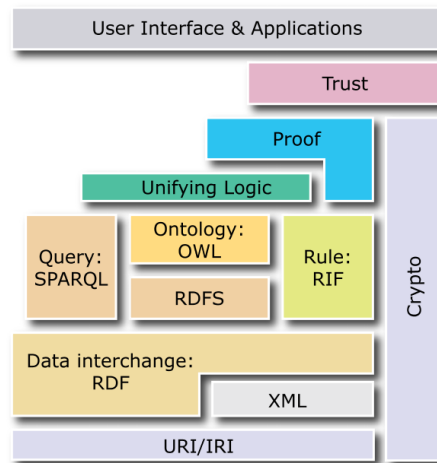 User Interface & Applications
Trust
Proof
Unifying Logic
Query:
SPARQL
Ontology:
OWL
RDFS
Rule:
RIF
Crypto
Data interchange:
RDF
XML
URI/IRI